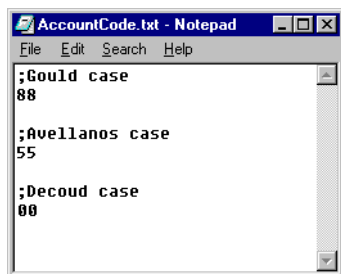 AccountCode.txt - Notepad
File Edit Search Help
;Gould case
88
;Avellanos case
55
;Decoud case
00